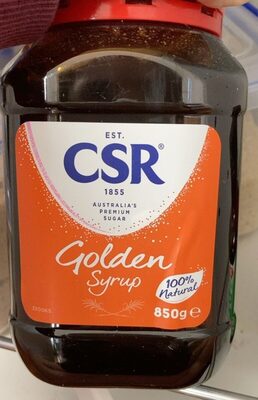 EST.
CSR®
1855
AUSTRALIA'S
PREMIUM
SUGAR
Golden
Syrup
100%
Natural
850g e